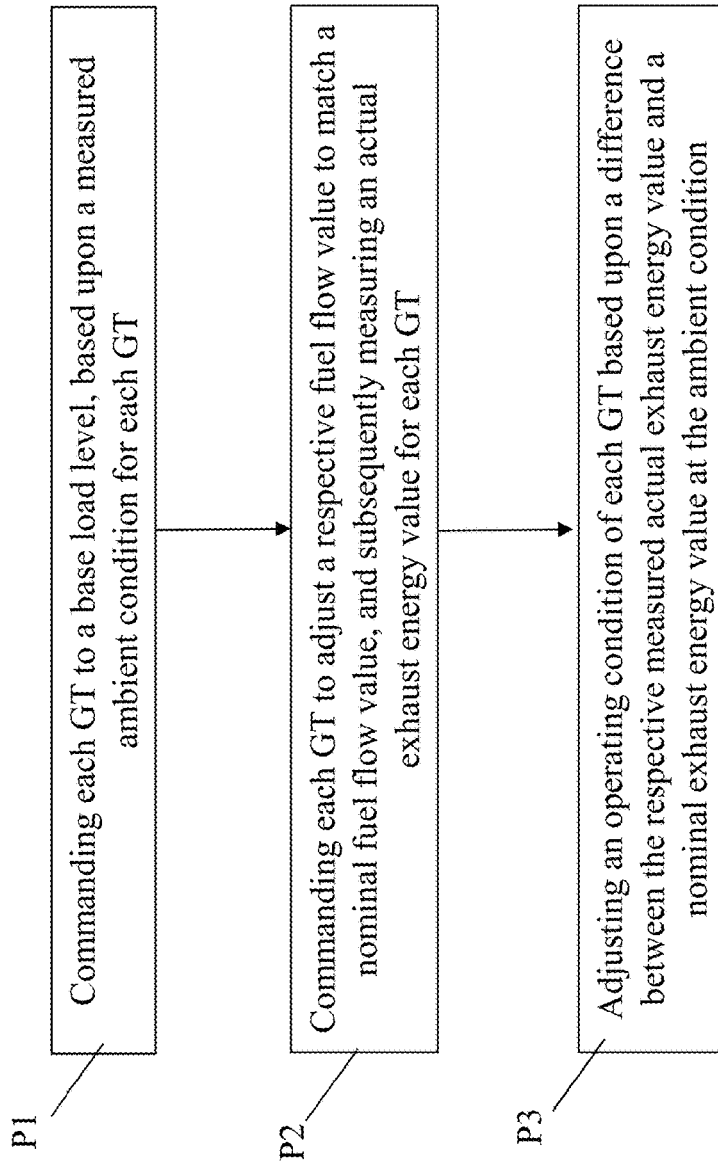 P1
Commanding each GT to a base load level, based upon a measured
ambient condition for each GT
P2
Commanding each GT to adjust a respective fuel flow value to match a
nominal fuel flow value, and subsequently measuring an actual
exhaust energy value for each GT
P3
Adjusting an operating condition of each GT based upon a difference
between the respective measured actual exhaust energy value and a
nominal exhaust energy value at the ambient condition